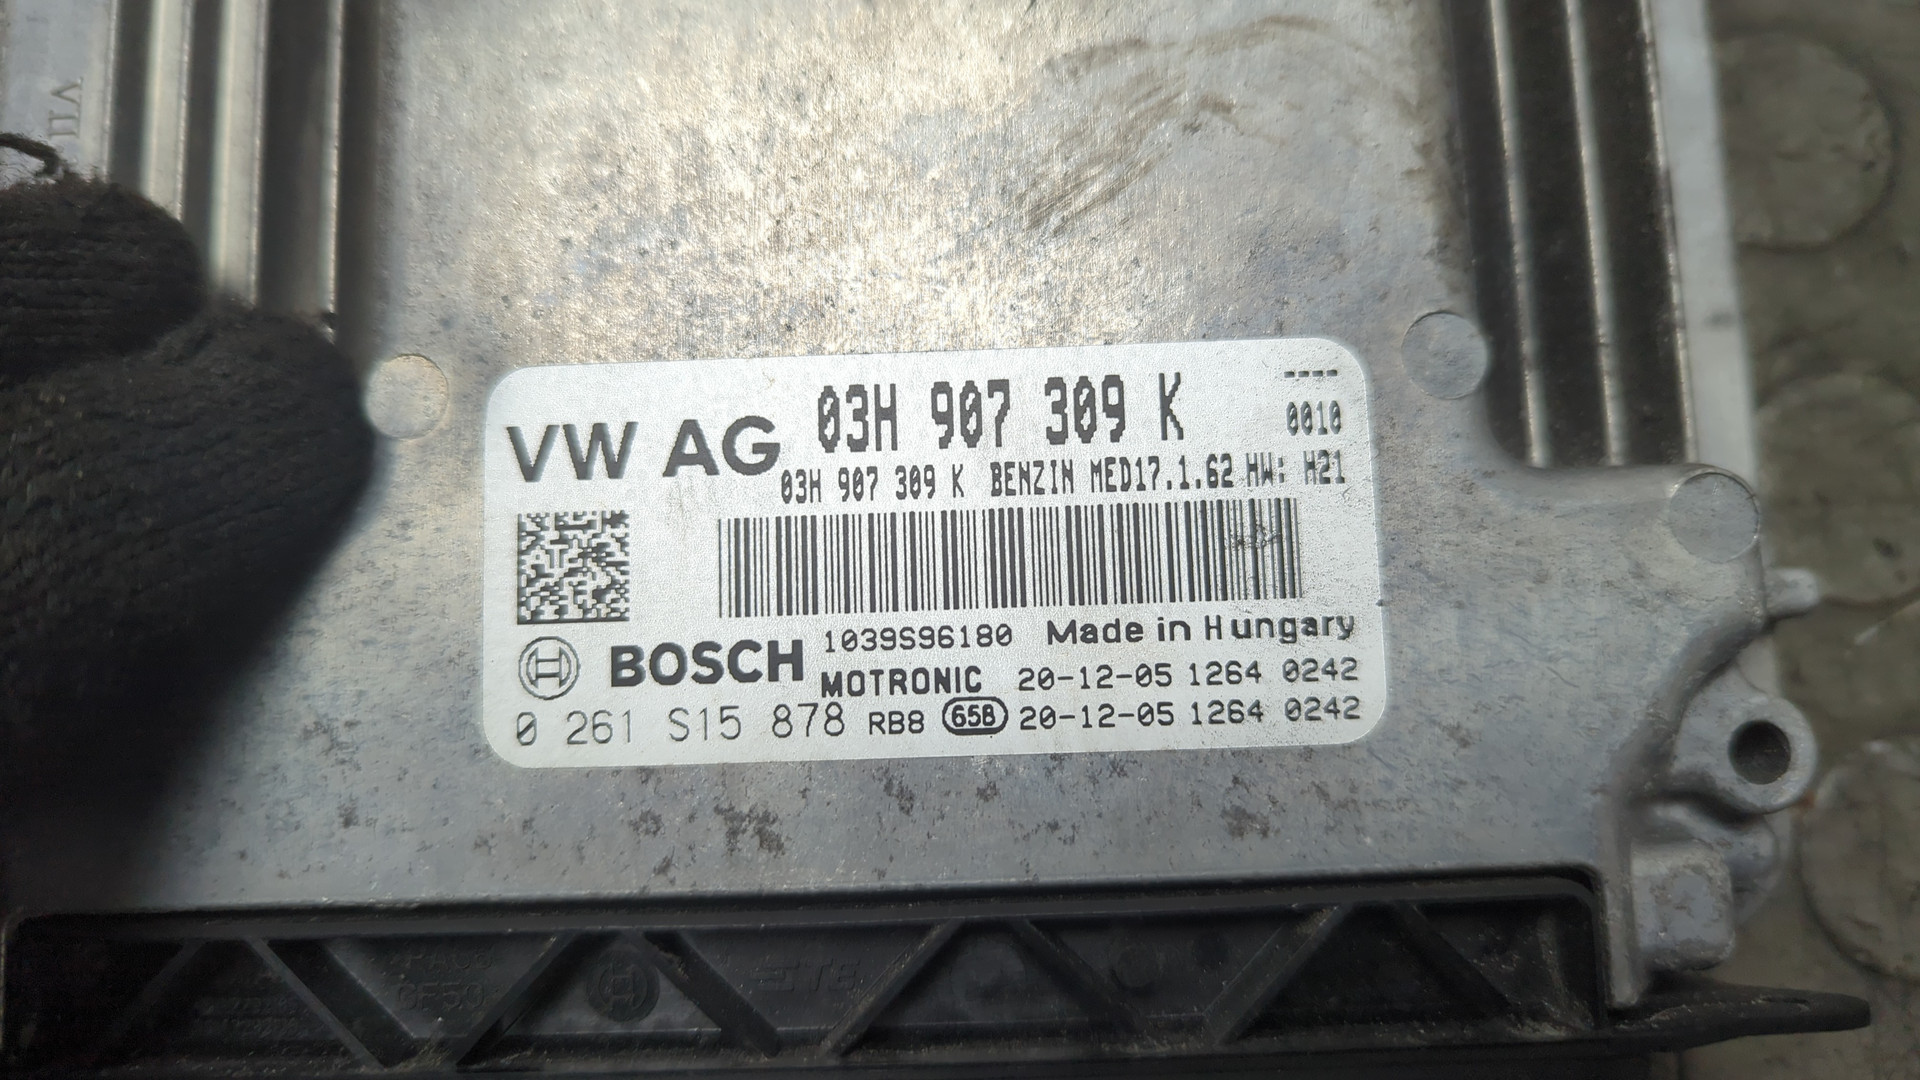 VW AG 03H 907 309 K ----
0010
03H 907 309 K BENZIN MED17.1.62 HW: H21
BOSCH 1039S96180 Made in Hungary
MOTRONIC 20-12-05 1264 0242
0 261 S15 878 RB8 65B 20-12-05 1264 0242